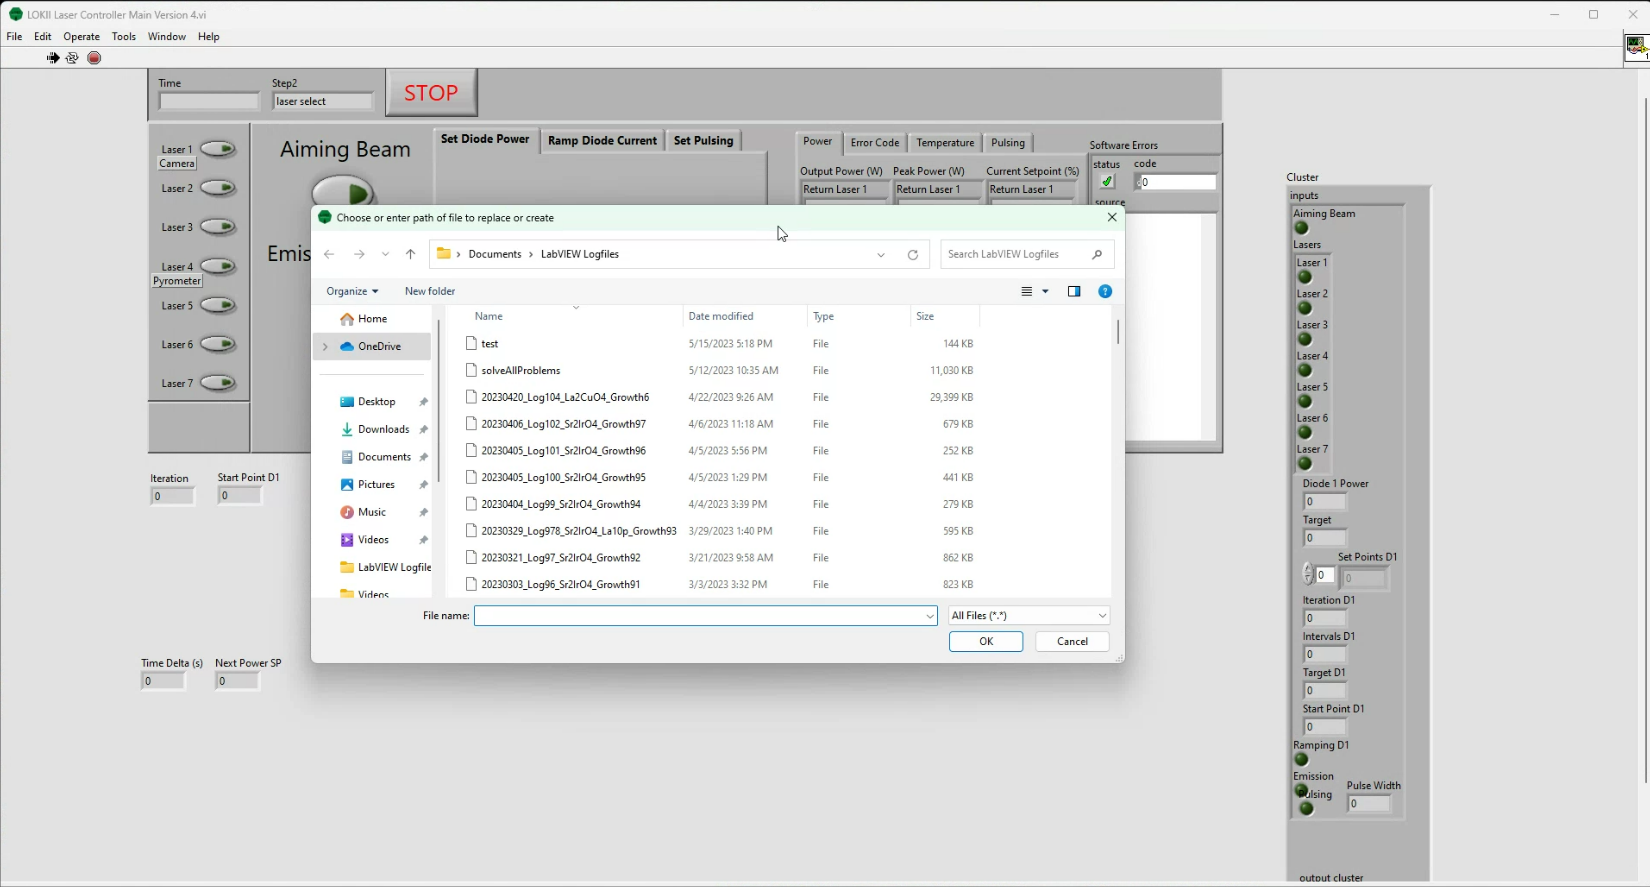 LOKII Laser Controller Main Version 4.vi
File Edit Operate Tools Window Help
Time
Step2
laser select
STOP
Laser 1
Camera
Laser 2
Laser 3
Laser 4
Pyrometer
Laser 5
Laser 6
Laser 7
Aiming Beam
Emis
Set Diode Power
Ramp Diode Current
Set Pulsing
Power
Error Code
Temperature
Pulsing
Output Power (W)
Peak Power (W)
Current Setpoint (%)
Return Laser 1
Return Laser 1
Return Laser 1
Software Errors
status
code
0
source
Choose or enter path of file to replace or create
Documents › LabVIEW Logfiles
Search LabVIEW Logfiles
Organize
New folder
Home
OneDrive
Desktop
Downloads
Documents
Pictures
Music
Videos
LabVIEW Logfile
Videos
Name Date modified Type Size
test 5/15/2023 5:18 PM File 144 KB
solveAllProblems 5/12/2023 10:35 AM File 11,030 KB
20230420_Log104_La2CuO4_Growth6 4/22/2023 9:26 AM File 29,399 KB
20230406_Log102_Sr2IrO4_Growth97 4/6/2023 11:18 AM File 679 KB
20230405_Log101_Sr2IrO4_Growth96 4/5/2023 5:56 PM File 252 KB
20230405_Log100_Sr2IrO4_Growth95 4/5/2023 1:29 PM File 441 KB
20230404_Log99_Sr2IrO4_Growth94 4/4/2023 3:39 PM File 279 KB
20230329_Log978_Sr2IrO4_La10p_Growth93 3/29/2023 1:40 PM File 595 KB
20230321_Log97_Sr2IrO4_Growth92 3/21/2023 9:58 AM File 862 KB
20230303_Log96_Sr2IrO4_Growth91 3/3/2023 3:32 PM File 823 KB
File name:
All Files (*.*)
OK
Cancel
Iteration
0
Start Point D1
0
Time Delta (s)
0
Next Power SP
0
Cluster
inputs
Aiming Beam
Lasers
Laser 1
Laser 2
Laser 3
Laser 4
Laser 5
Laser 6
Laser 7
Diode 1 Power
0
Target
0
Set Points D1
0
0
Iteration D1
0
Intervals D1
0
Target D1
0
Start Point D1
0
Ramping D1
Emission
Pulsing
Pulse Width
0
output cluster